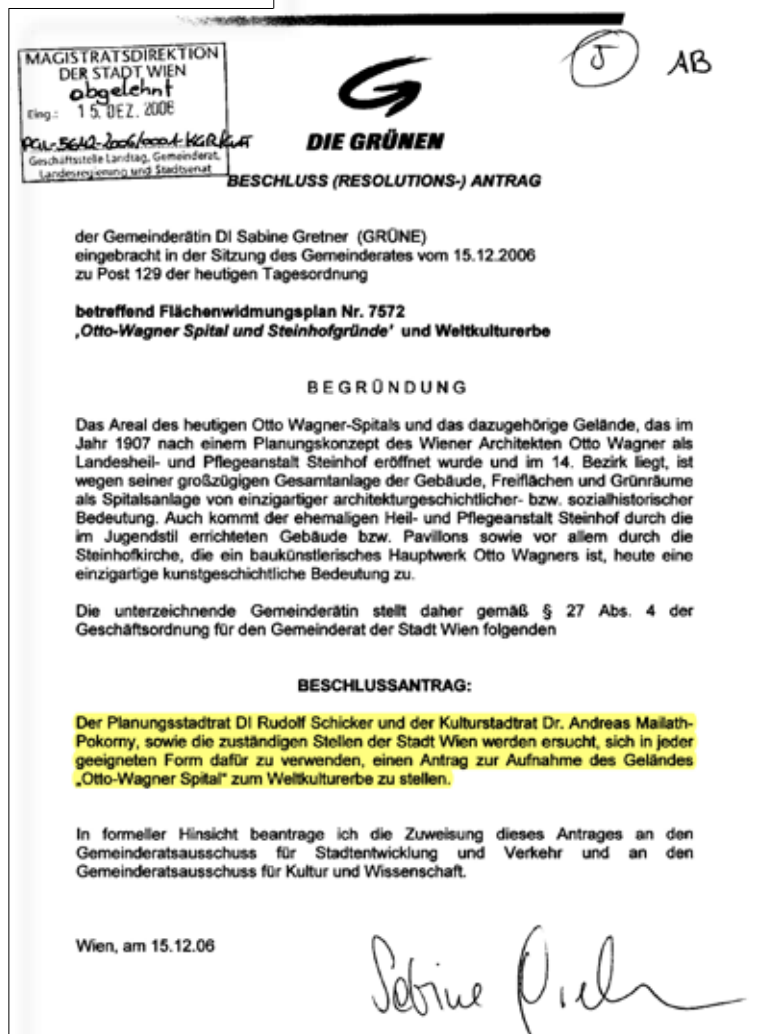 MAGISTRATSDIREKTION
DER STADT WIEN
abgelehnt
Eing.: 15. DEZ. 2006
PGL-5642-2006/0001-KGR/GAT
Geschäftsstelle Landtag, Gemeinderat,
Landesregierung und Stadtsenat
J AB
DIE GRÜNEN
BESCHLUSS (RESOLUTIONS-) ANTRAG
der Gemeinderätin DI Sabine Gretner (GRÜNE)
eingebracht in der Sitzung des Gemeinderates vom 15.12.2006
zu Post 129 der heutigen Tagesordnung
betreffend Flächenwidmungsplan Nr. 7572
„Otto-Wagner Spital und Steinhofgründe' und Weltkulturerbe
BEGRÜNDUNG
Das Areal des heutigen Otto Wagner-Spitals und das dazugehörige Gelände, das im
Jahr 1907 nach einem Planungskonzept des Wiener Architekten Otto Wagner als
Landesheil- und Pflegeanstalt Steinhof eröffnet wurde und im 14. Bezirk liegt, ist
wegen seiner großzügigen Gesamtanlage der Gebäude, Freiflächen und Grünräume
als Spitalsanlage von einzigartiger architekturgeschichtlicher- bzw. sozialhistorischer
Bedeutung. Auch kommt der ehemaligen Heil- und Pflegeanstalt Steinhof durch die
im Jugendstil errichteten Gebäude bzw. Pavillons sowie vor allem durch die
Steinhofkirche, die ein baukünstlerisches Hauptwerk Otto Wagners ist, heute eine
einzigartige kunstgeschichtliche Bedeutung zu.
Die unterzeichnende Gemeinderätin stellt daher gemäß § 27 Abs. 4 der
Geschäftsordnung für den Gemeinderat der Stadt Wien folgenden
BESCHLUSSANTRAG:
Der Planungsstadtrat DI Rudolf Schicker und der Kulturstadtrat Dr. Andreas Mailath-
Pokorny, sowie die zuständigen Stellen der Stadt Wien werden ersucht, sich in jeder
geeigneten Form dafür zu verwenden, einen Antrag zur Aufnahme des Geländes
„Otto-Wagner Spital" zum Weltkulturerbe zu stellen.
In formeller Hinsicht beantrage ich die Zuweisung dieses Antrages an den
Gemeinderatsausschuss für Stadtentwicklung und Verkehr und an den
Gemeinderatsausschuss für Kultur und Wissenschaft.
Wien, am 15.12.06
Sabine